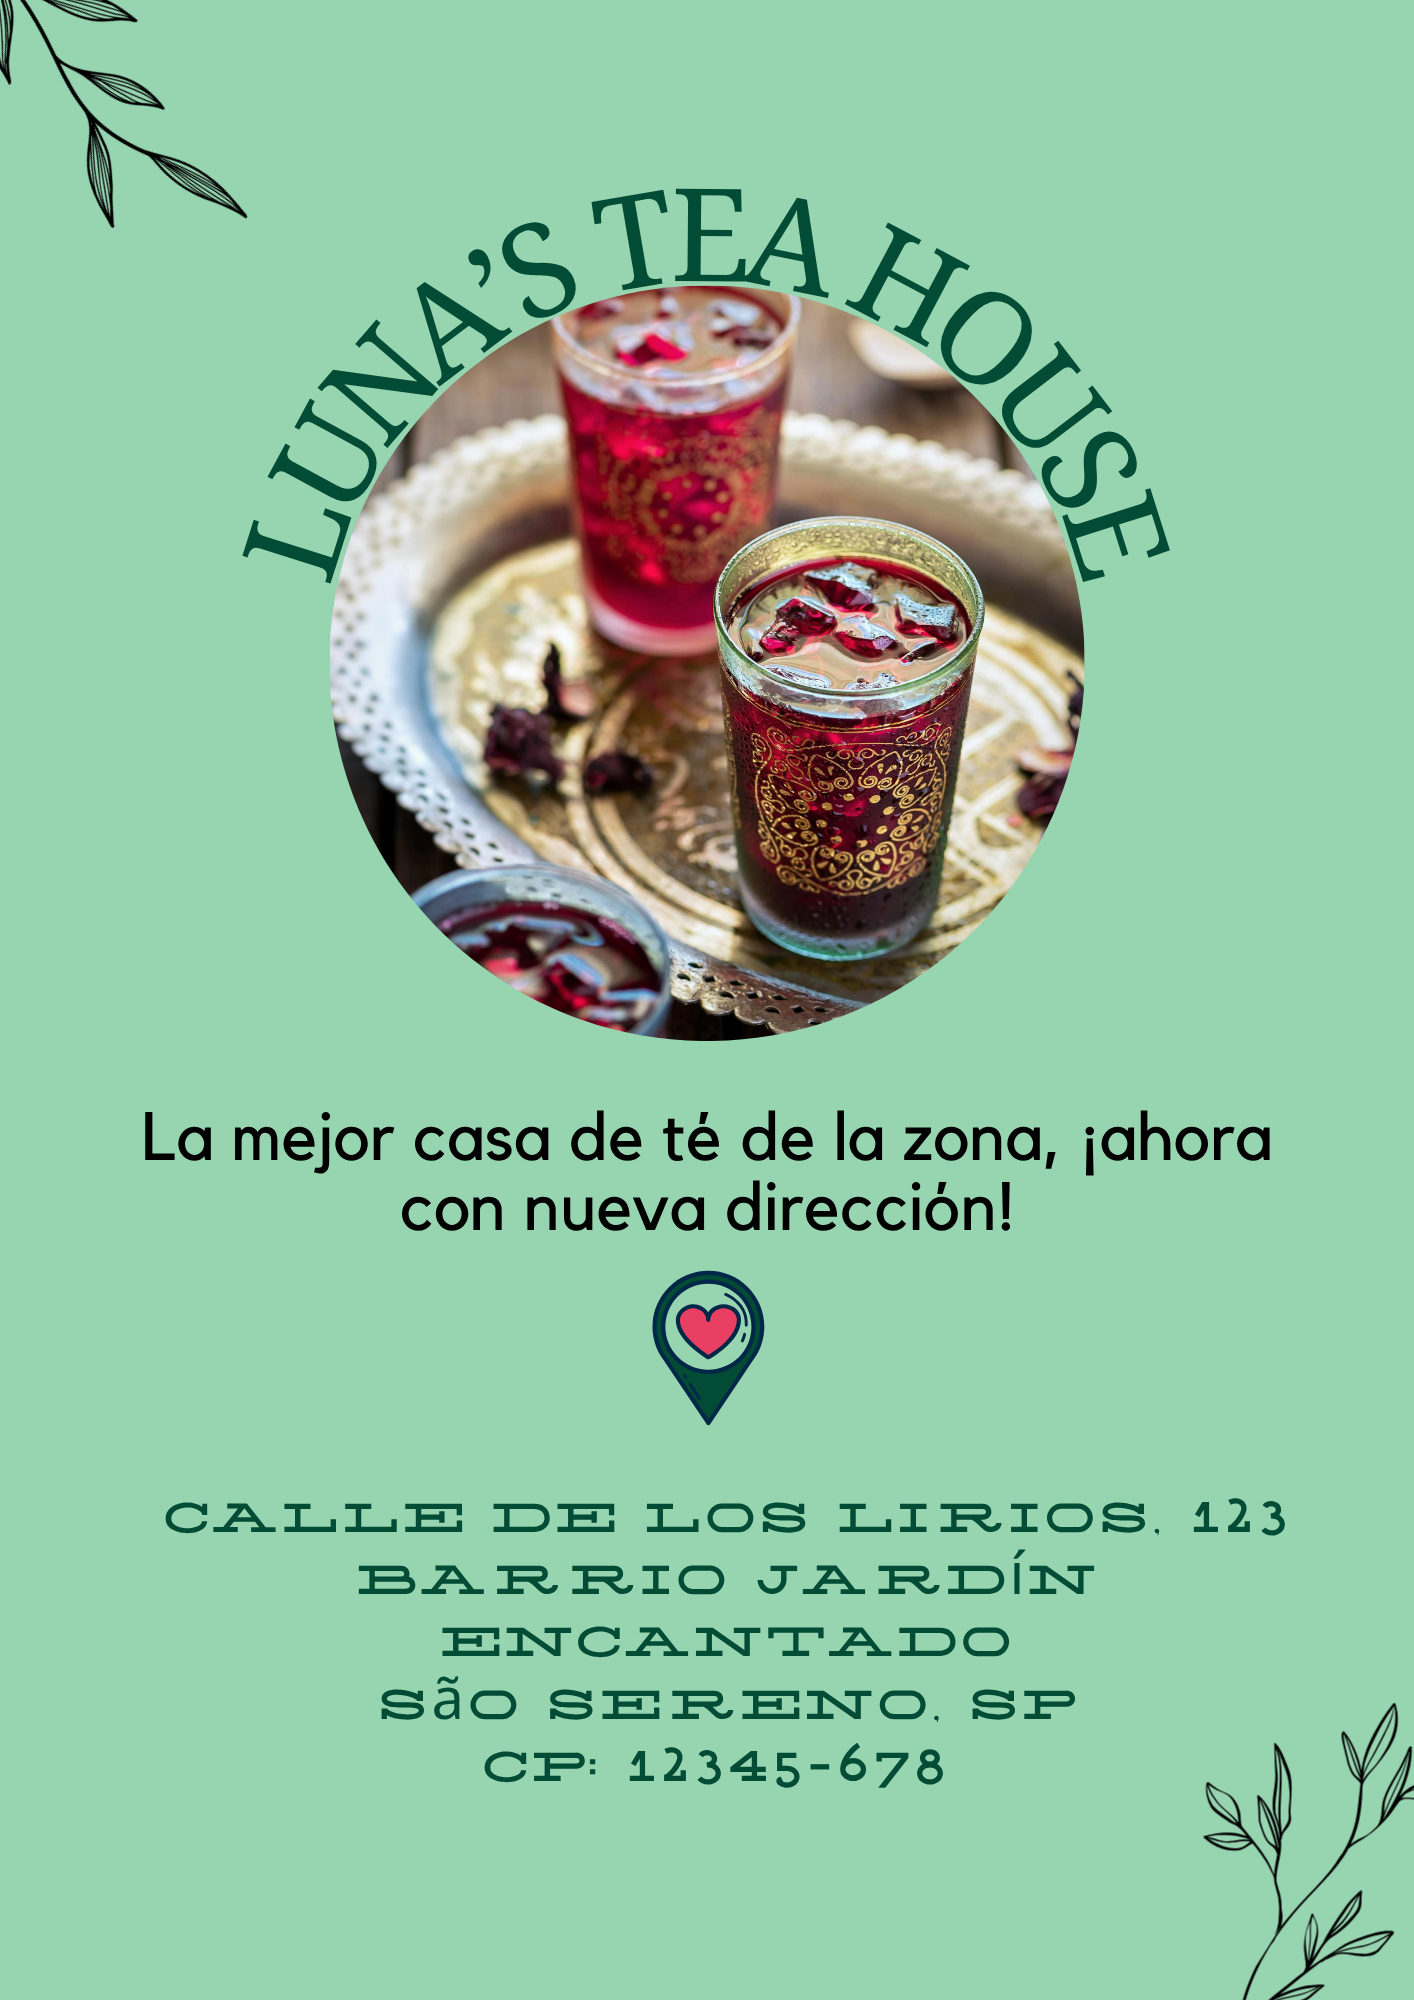 LUNA’S TEA HOUSE
La mejor casa de té de la zona, ¡ahora
con nueva dirección!
CALLE DE LOS LIRIOS, 123
BARRIO JARDÍN
ENCANTADO
SãO SERENO, SP
CP: 12345-678